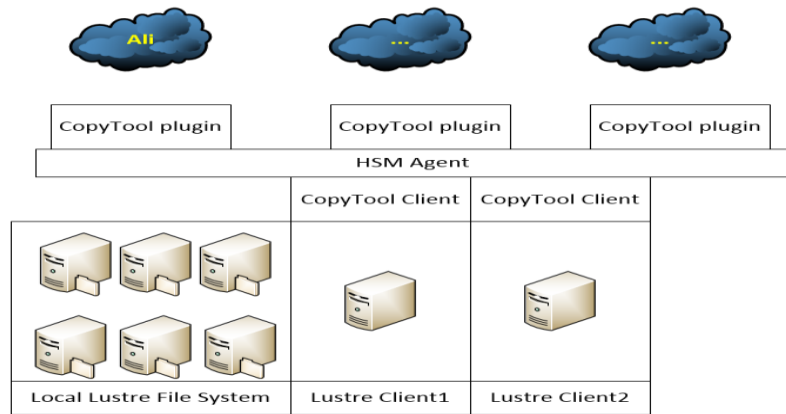 Ali
...
...
CopyTool plugin
CopyTool plugin
CopyTool plugin
HSM Agent
CopyTool Client
CopyTool Client
Local Lustre File System
Lustre Client1
Lustre Client2